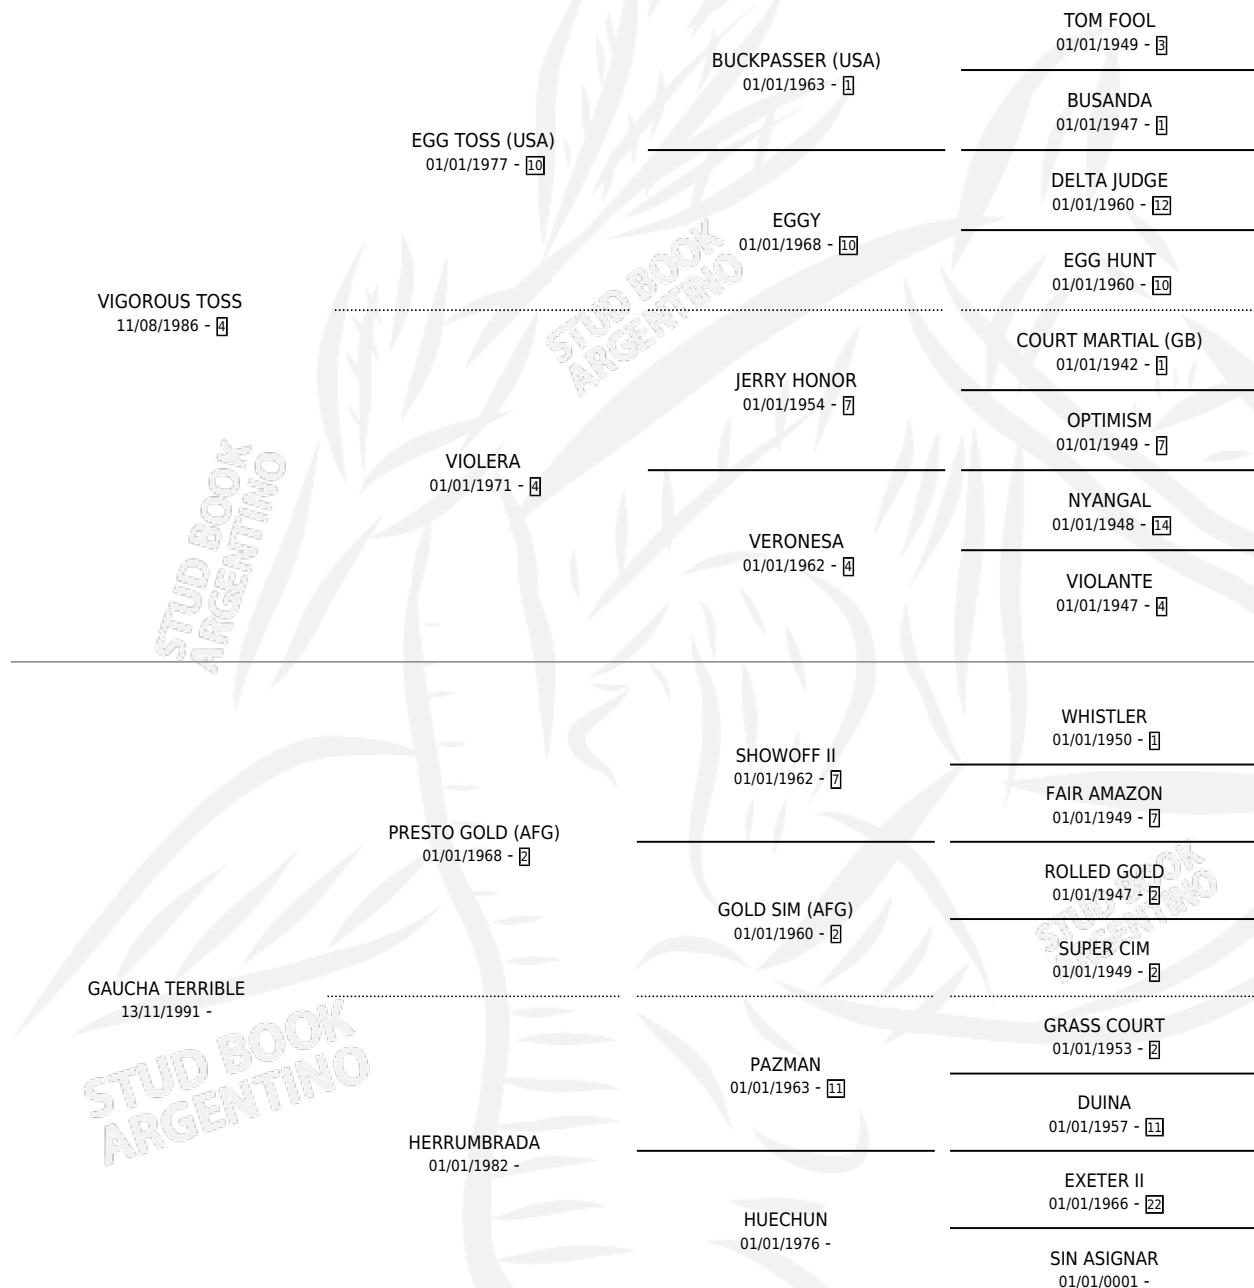 TOM FOOL
01/01/1949 - 3
BUCKPASSER (USA)
01/01/1963 - 1
BUSANDA
01/01/1947 - 1
EGG TOSS (USA)
01/01/1977 - 10
DELTA JUDGE
01/01/1960 - 12
EGGY
01/01/1968 - 10
EGG HUNT
01/01/1960 - 10
VIGOROUS TOSS
11/08/1986 - 4
COURT MARTIAL (GB)
01/01/1942 - 1
JERRY HONOR
01/01/1954 - 7
OPTIMISM
01/01/1949 - 7
VIOLERA
01/01/1971 - 4
NYANGAL
01/01/1948 - 14
VERONESA
01/01/1962 - 4
VIOLANTE
01/01/1947 - 4
WHISTLER
01/01/1950 - 1
SHOWOFF II
01/01/1962 - 7
FAIR AMAZON
01/01/1949 - 7
PRESTO GOLD (AFG)
01/01/1968 - 2
ROLLED GOLD
01/01/1947 - 2
GOLD SIM (AFG)
01/01/1960 - 2
SUPER CIM
01/01/1949 - 2
GAUCHA TERRIBLE
13/11/1991 -
GRASS COURT
01/01/1953 - 2
PAZMAN
01/01/1963 - 11
DUINA
01/01/1957 - 11
HERRUMBRADA
01/01/1982 -
EXETER II
01/01/1966 - 22
HUECHUN
01/01/1976 -
SIN ASIGNAR
01/01/0001 -
STUD BOOK
ARGENTINO
STUD BOOK
ARGENTINO
STUD BOOK
ARGENTINO
STUD BOOK
ARGENTINO